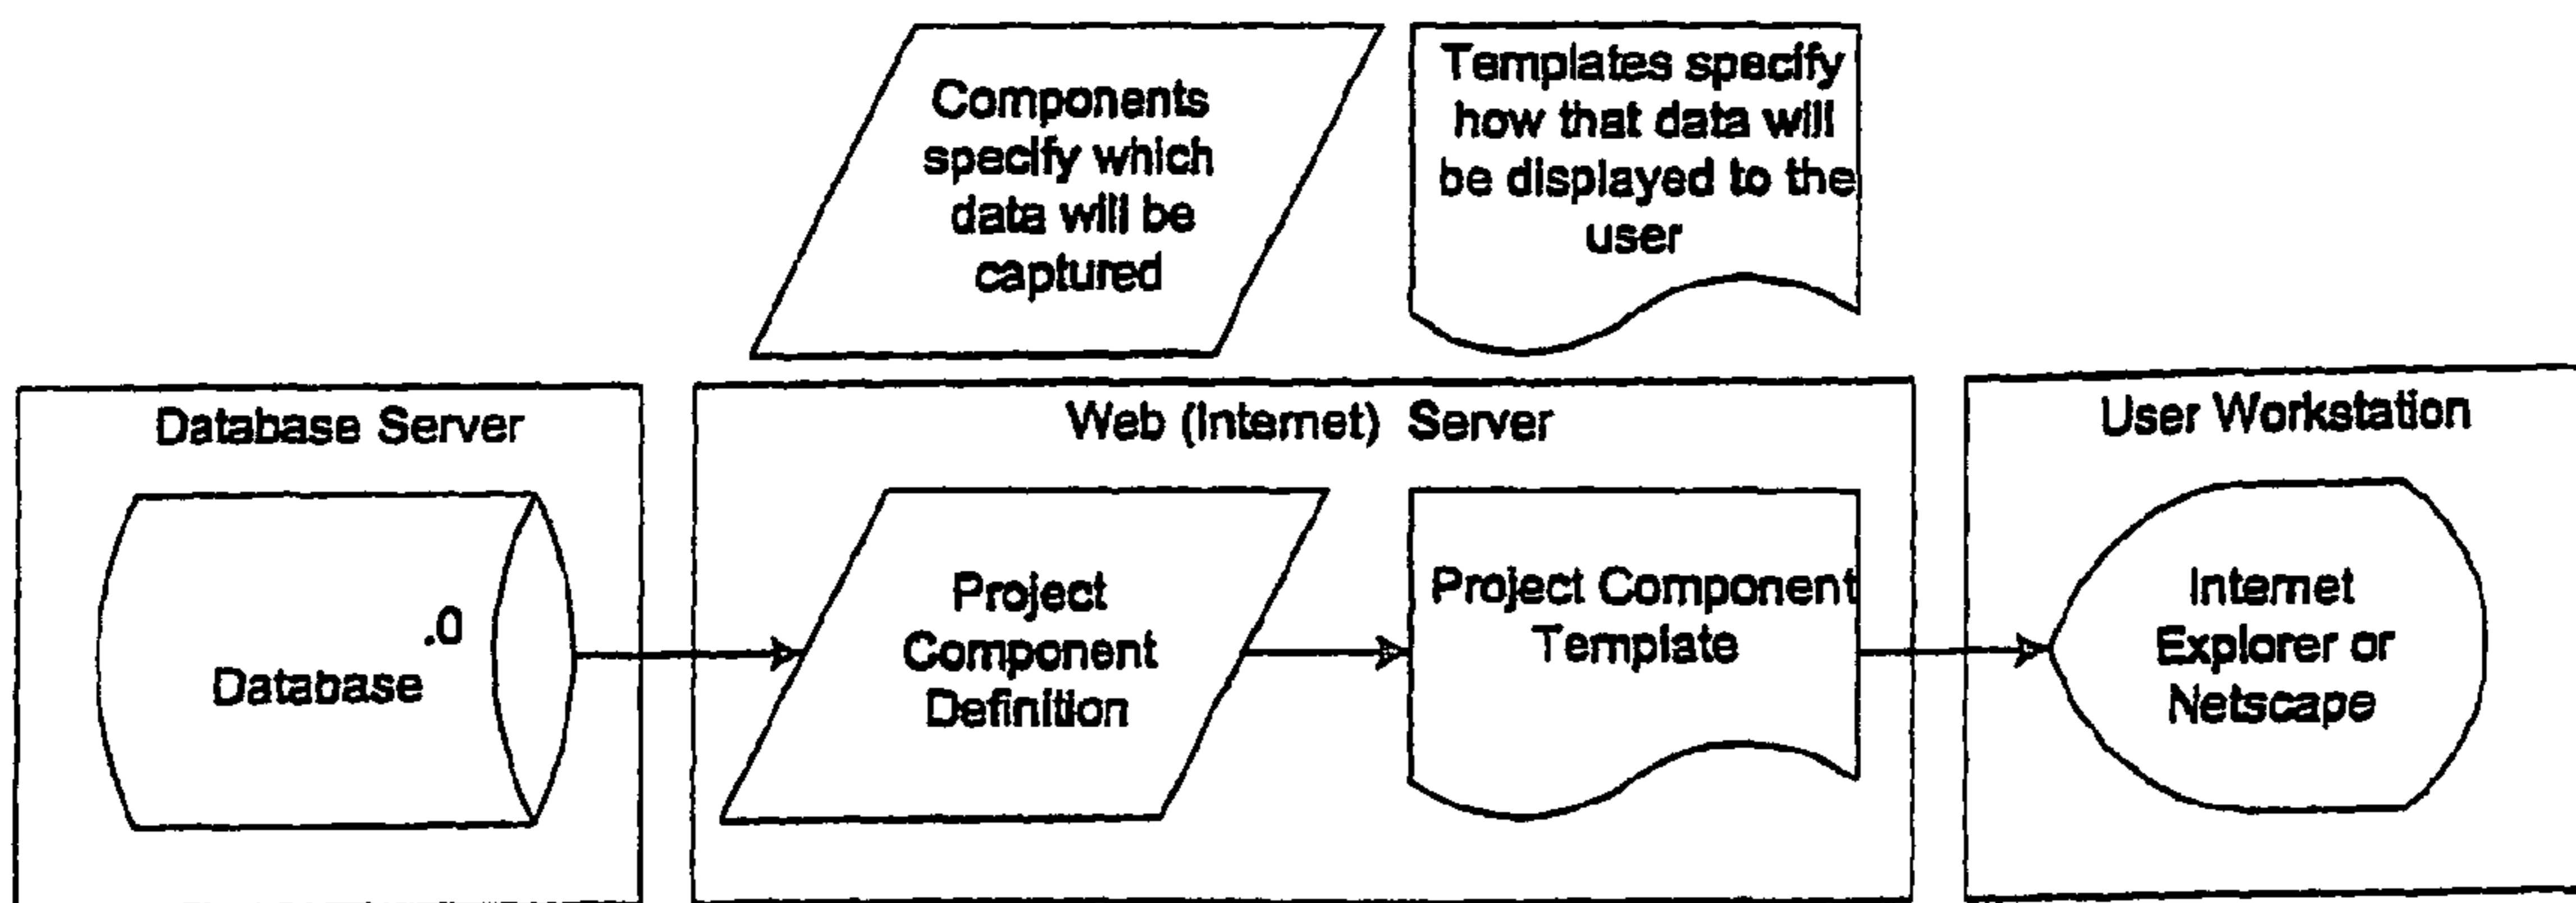 Components
specify which
data will be
captured
Templates specify
how that data will
be displayed to the
user
Database Server
.0
Database
Web (Internet) Server
Project
Component
Definition
Project Component
Template
User Workstation
Internet
Explorer or
Netscape